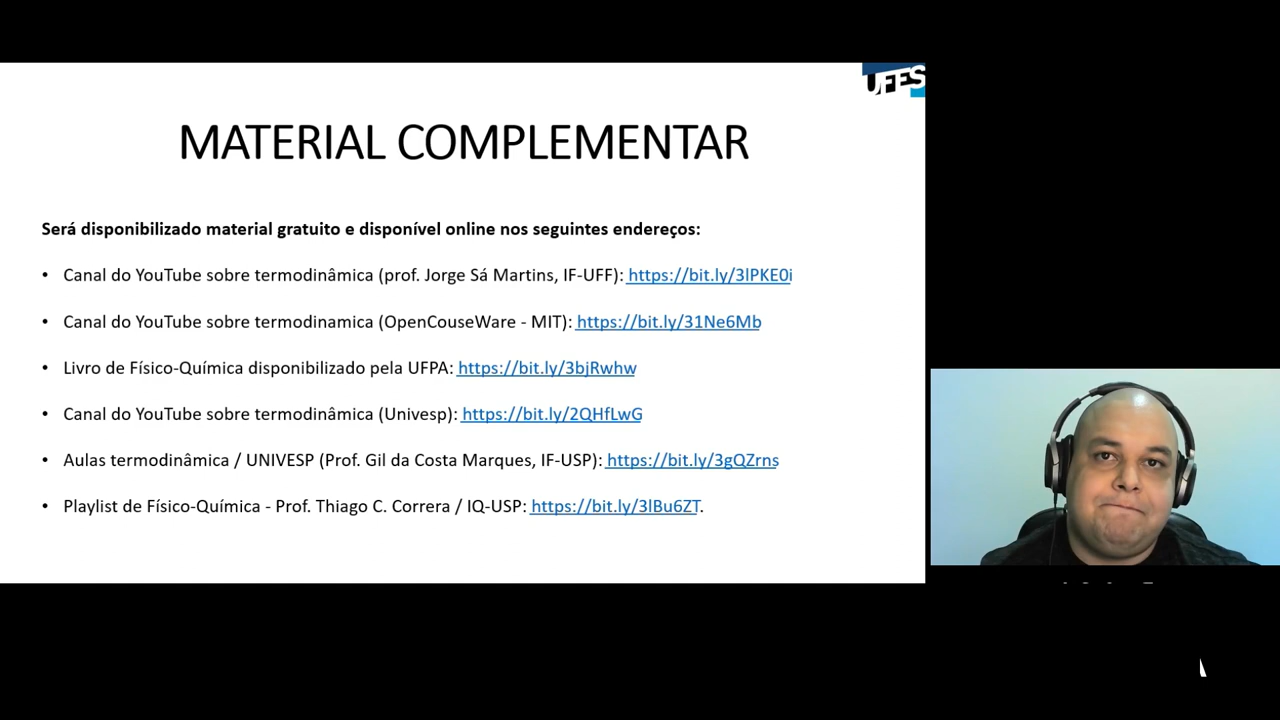 UFES
MATERIAL COMPLEMENTAR
Será disponibilizado material gratuito e disponível online nos seguintes endereços:
• Canal do YouTube sobre termodinâmica (prof. Jorge Sá Martins, IF-UFF): https://bit.ly/3lPKE0i
• Canal do YouTube sobre termodinamica (OpenCouseWare - MIT): https://bit.ly/31Ne6Mb
• Livro de Físico-Química disponibilizado pela UFPA: https://bit.ly/3bjRwhw
• Canal do YouTube sobre termodinâmica (Univesp): https://bit.ly/2QHfLwG
• Aulas termodinâmica / UNIVESP (Prof. Gil da Costa Marques, IF-USP): https://bit.ly/3gQZrns
• Playlist de Físico-Química - Prof. Thiago C. Correra / IQ-USP: https://bit.ly/3lBu6ZT.